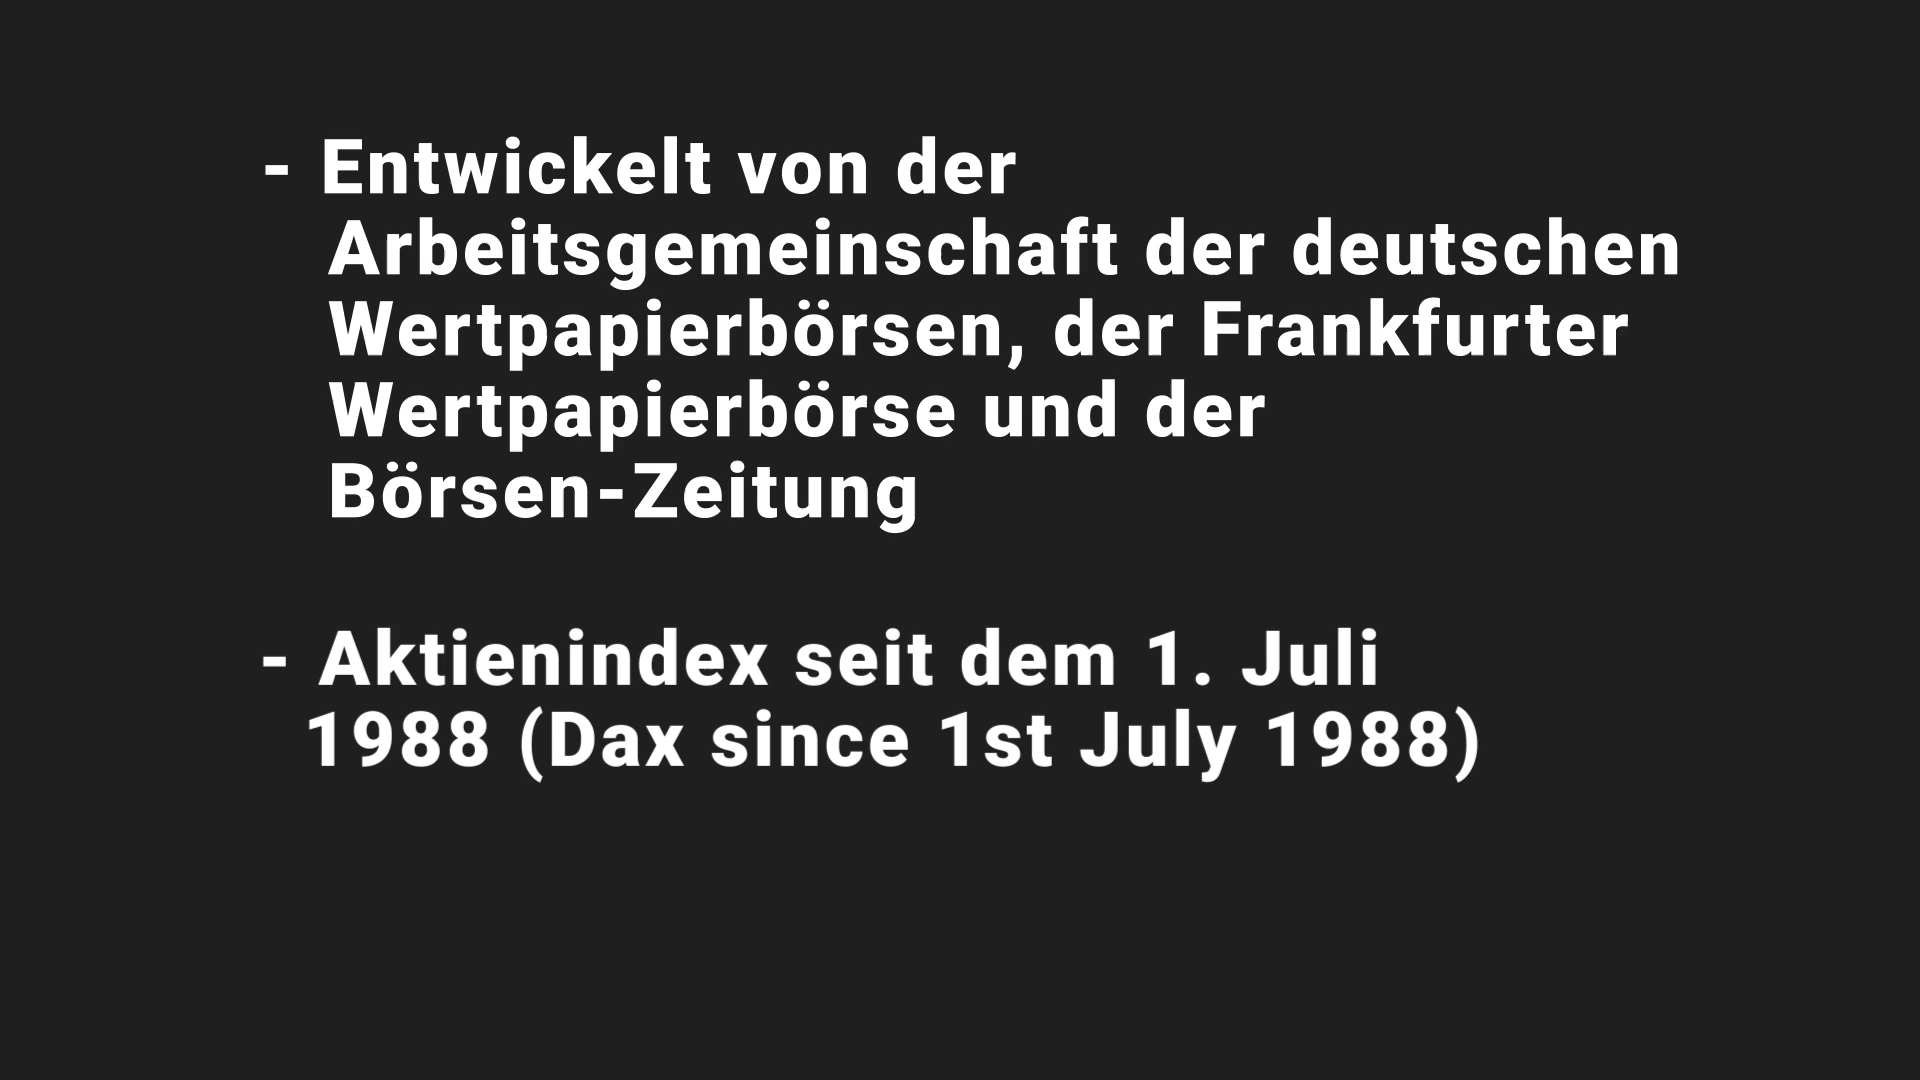 - Entwickelt von der
Arbeitsgemeinschaft der deutschen
Wertpapierbörsen, der Frankfurter
Wertpapierbörse und der
Börsen-Zeitung
- Aktienindex seit dem 1. Juli
1988 (Dax since 1st July 1988)